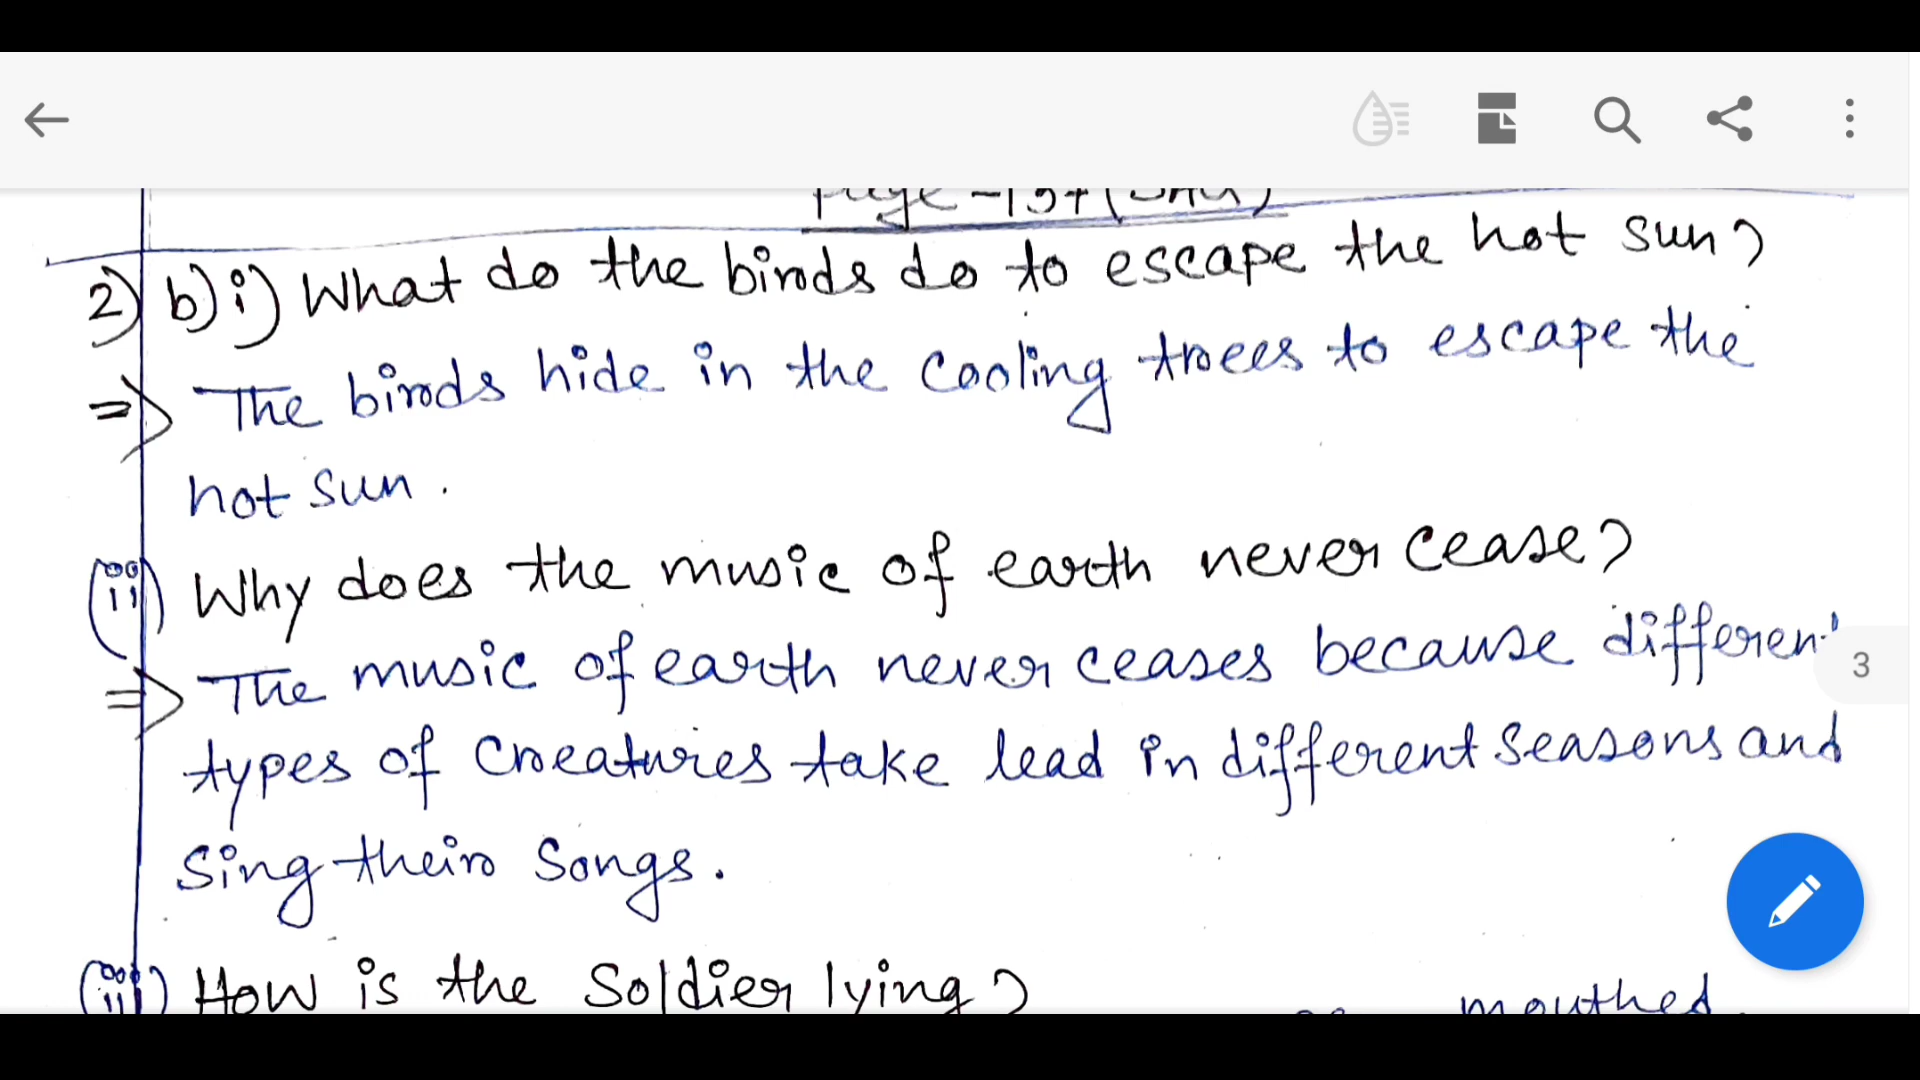 2) b) i) What do the birds do to escape the hot sun?
=> The birds hide in the cooling trees to escape the
hot sun.
(ii) Why does the music of earth never cease?
=> The music of earth never ceases because different
3
types of creatures take lead in different seasons and
sing their songs.
(iii) How is the soldier lying?
mouthed.